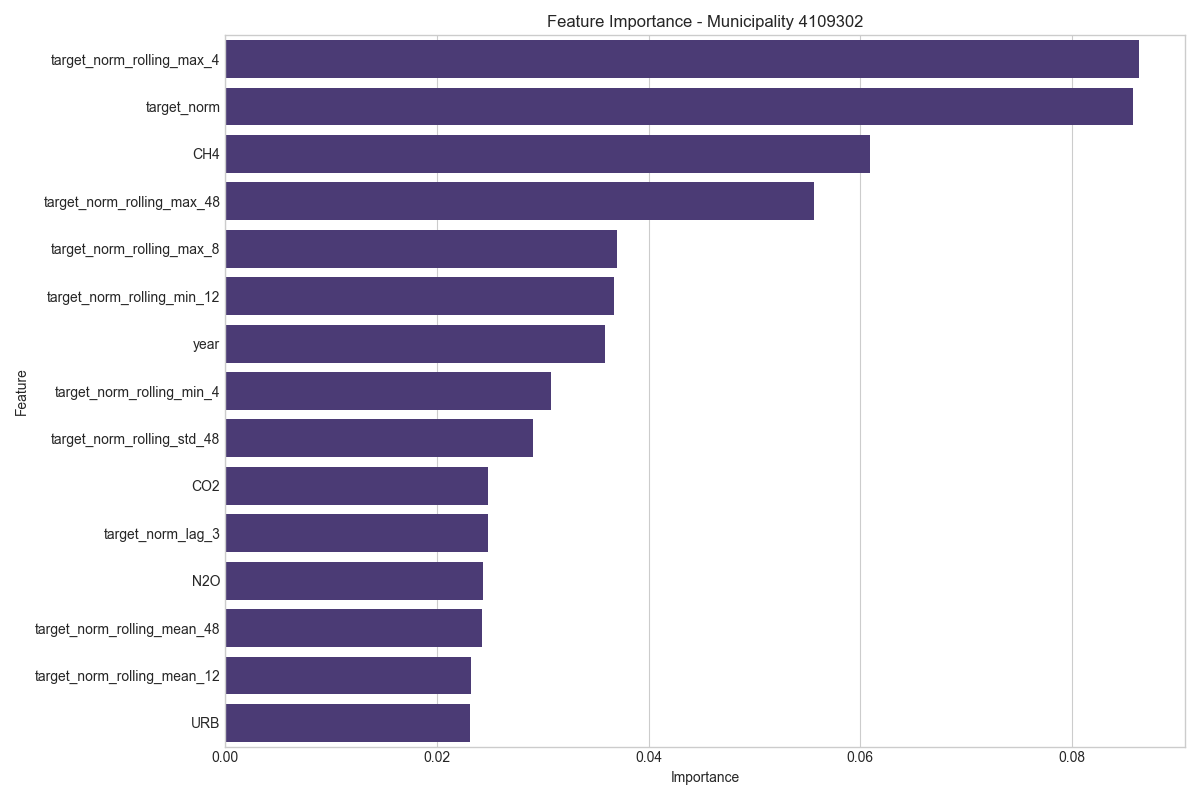 Feature Importance - Municipality 4109302
target_norm_rolling_max_4
target_norm
CH4
target_norm_rolling_max_48
target_norm_rolling_max_8
target_norm_rolling_min_12
year
target_norm_rolling_min_4
target_norm_rolling_std_48
CO2
target_norm_lag_3
N2O
target_norm_rolling_mean_48
target_norm_rolling_mean_12
URB
Feature
0.00 0.02 0.04 0.06 0.08
Importance